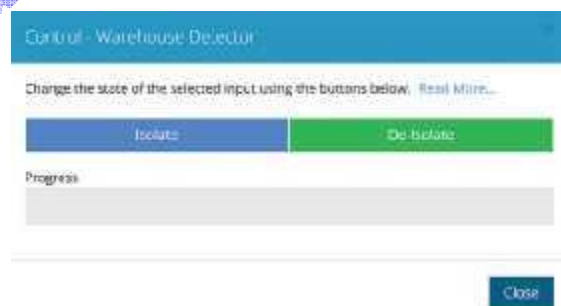 Control - Warehouse Detector
Change the state of the selected input using the buttons below. Read More...
Isolate
De-Isolate
Progress
Close